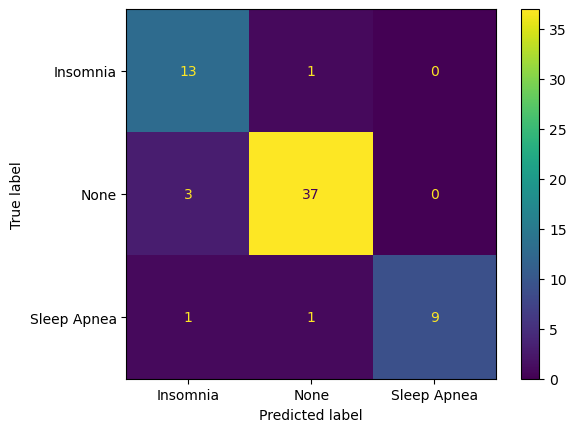 Insomnia 13 1 0
None 3 37 0
Sleep Apnea 1 1 9
Insomnia None Sleep Apnea
Predicted label
True label
35
30
25
20
15
10
5
0